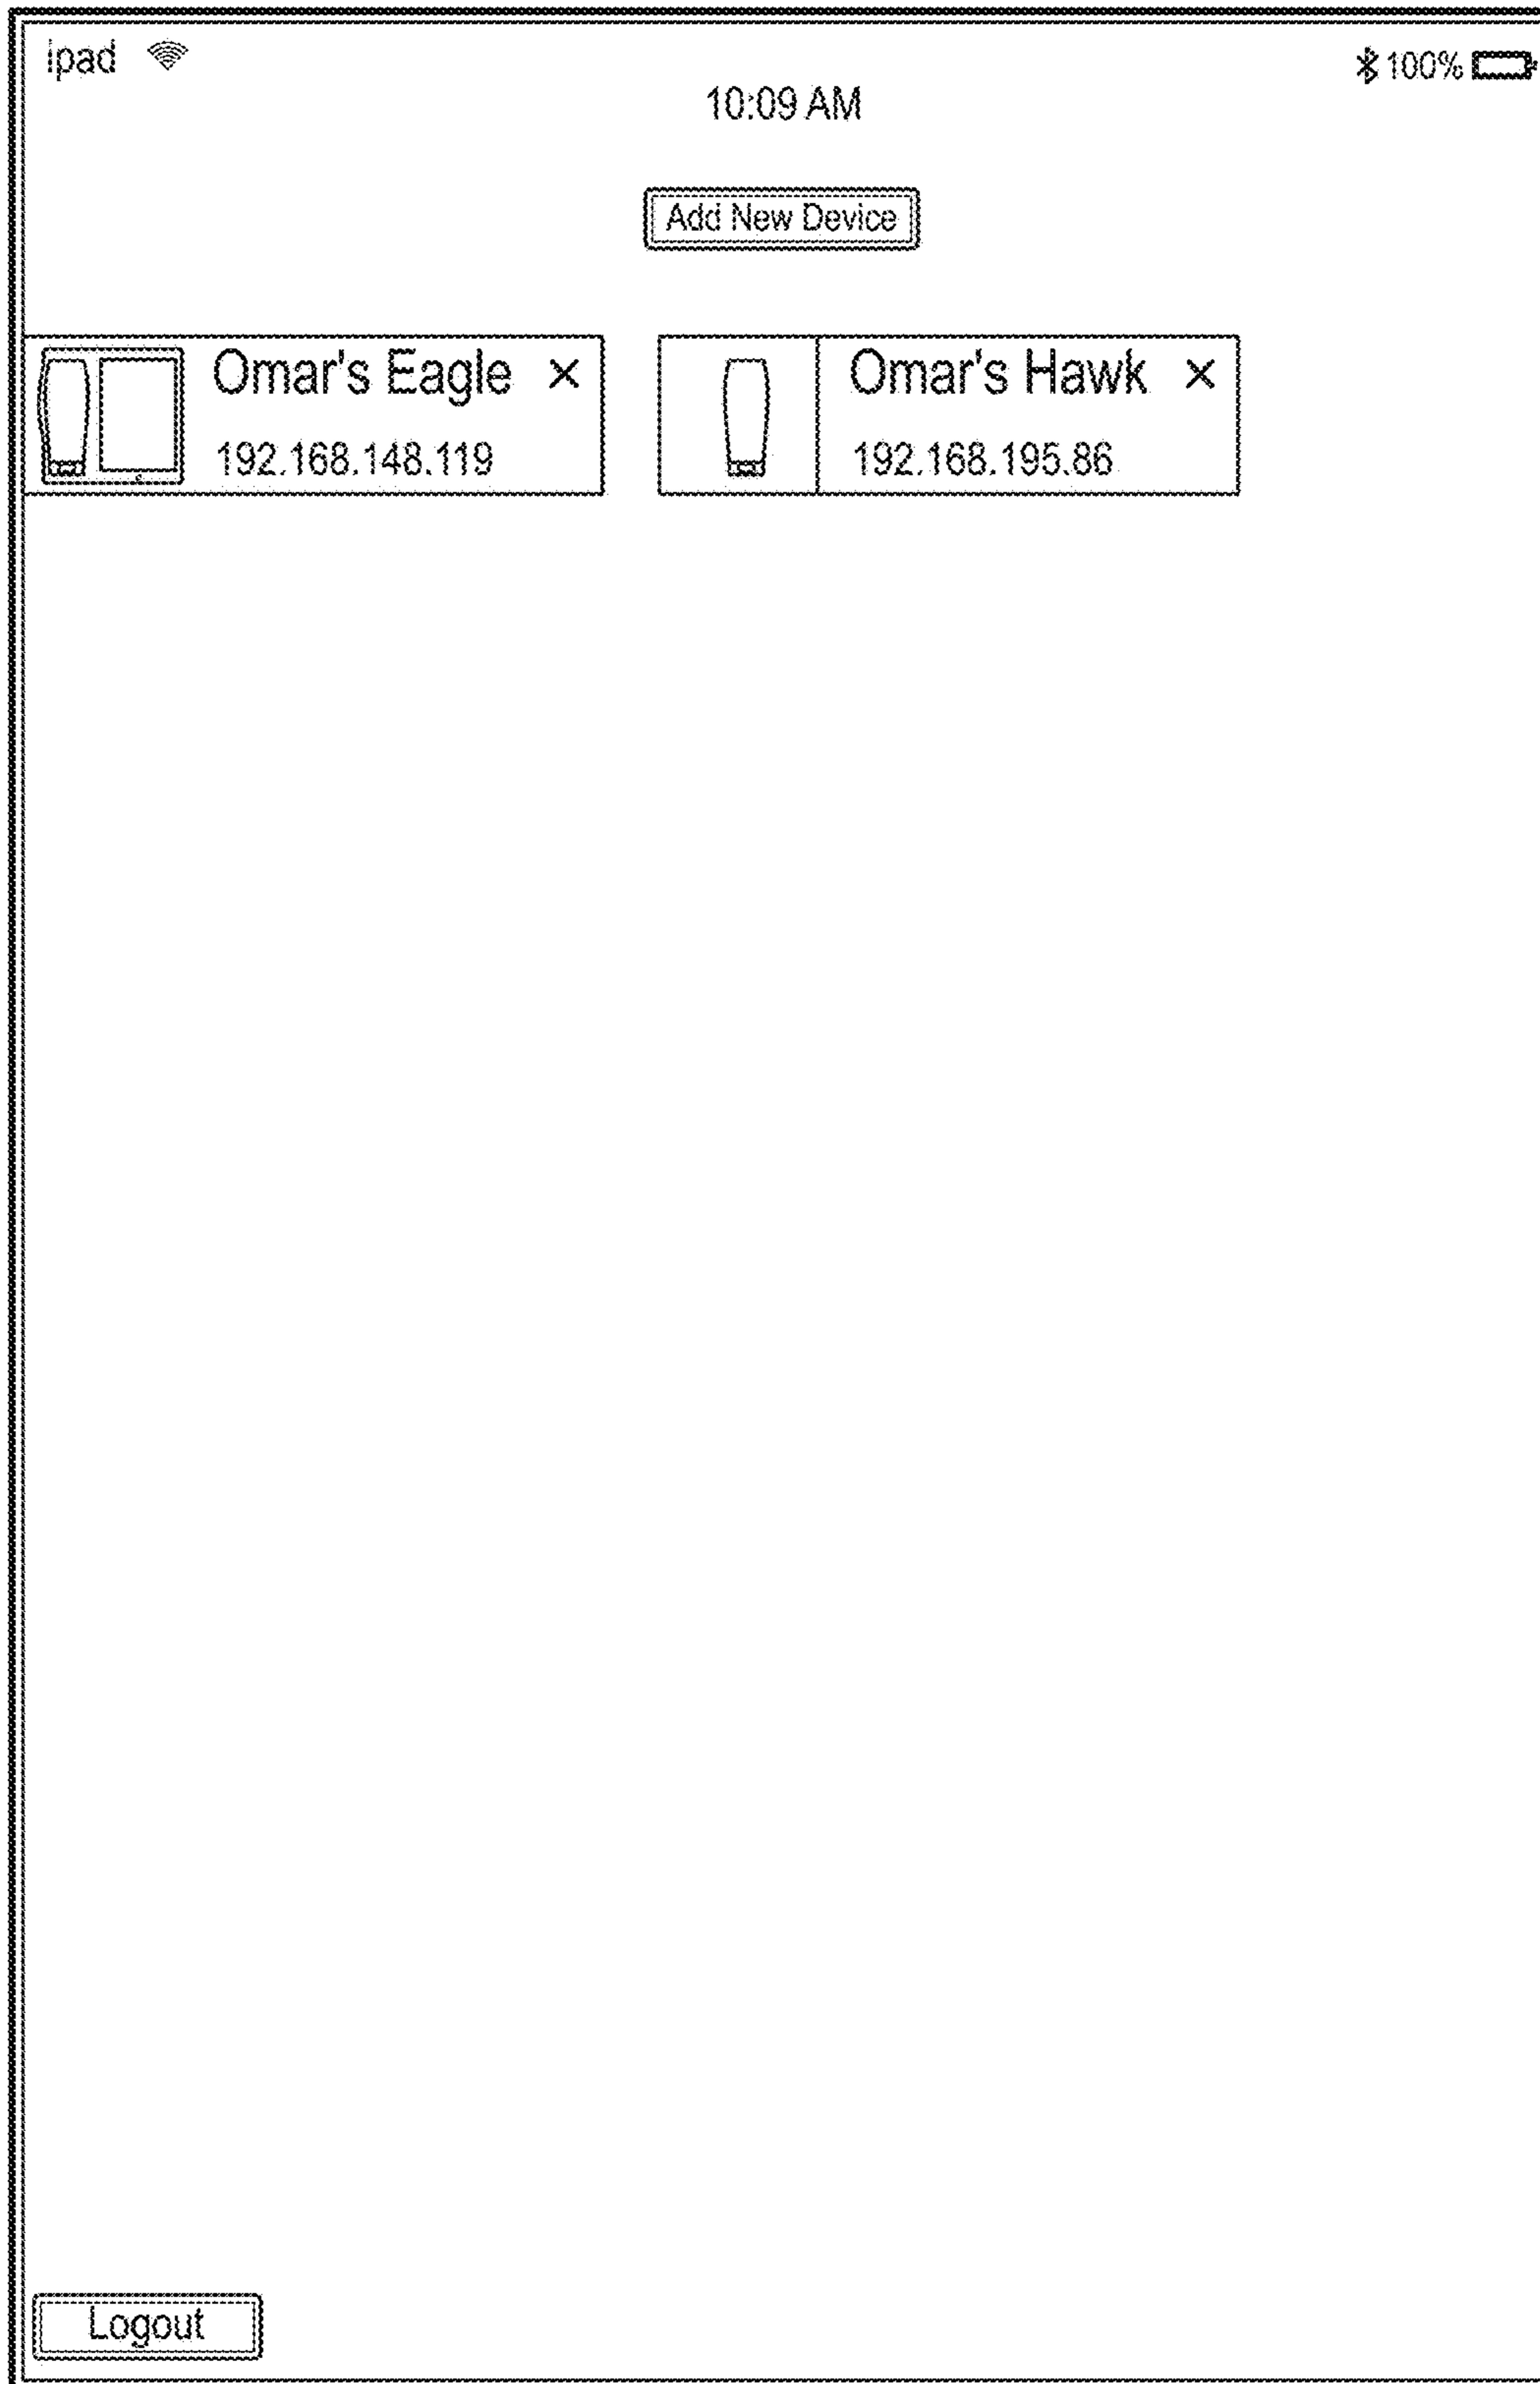 ipad
100%
10:09 AM
Add New Device
Omar's Eagle ×
192.168.148.119
Omar's Hawk ×
192.168.195.86
Logout